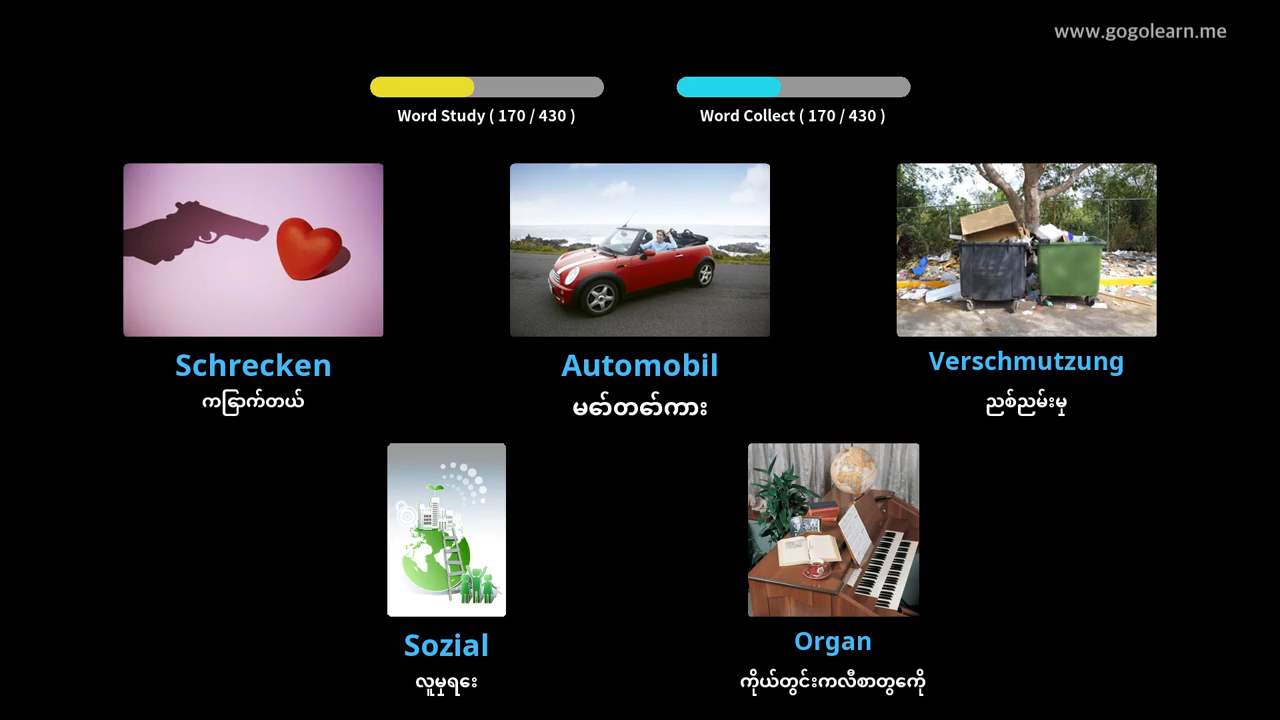 www.gogolearn.me
Word Study ( 170 / 430 )
Word Collect ( 170 / 430 )
Schrecken
Automobil
Verschmutzung
ကြောက်တယ်
မော်တော်ကား
ညစ်ညမ်းမှု
Sozial
Organ
လူမှုရေး
ကိုယ်တွင်းကလီစာတွေကို